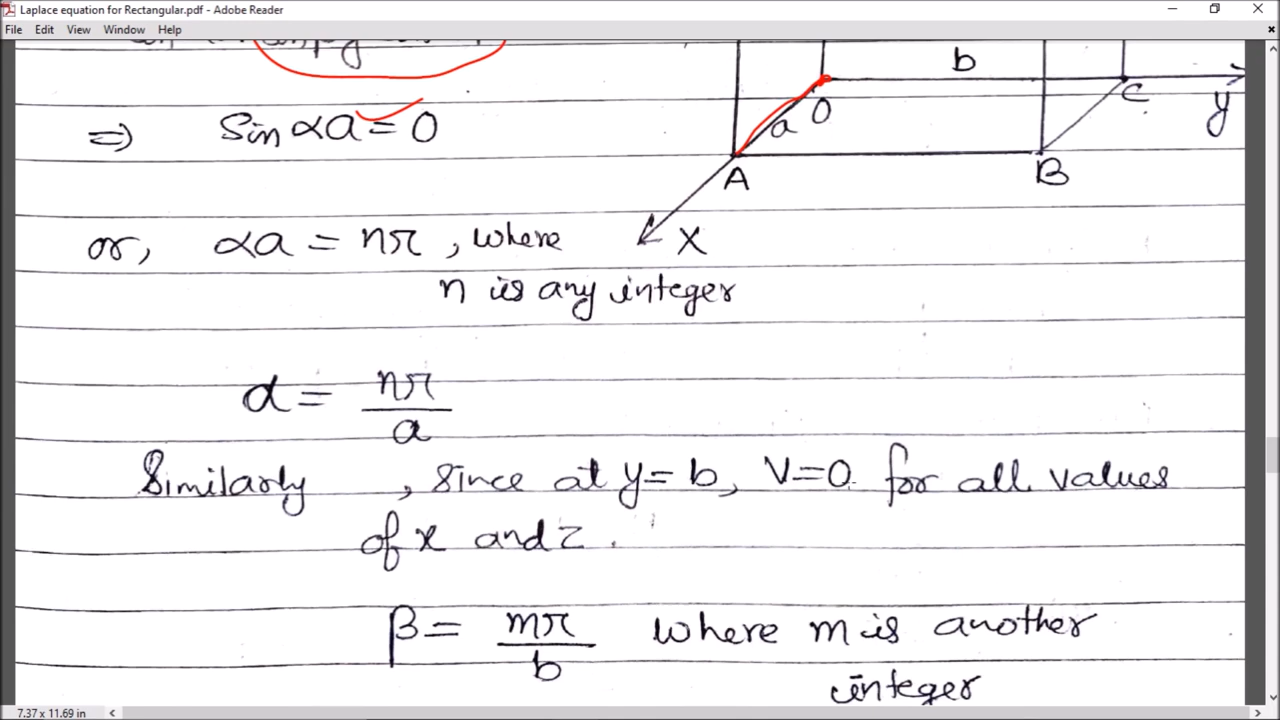 Laplace equation for Rectangular.pdf - Adobe Reader
File Edit View Window Help
b
⇒ Sin αa = 0
a O
C
y
A
B
or, αa = nπ, where
X
n is any integer
α = nπ
a
Similarly, since at y = b, V=0. for all values
of x and z.
β = mπ where m is another
b
integer
7.37 x 11.69 in